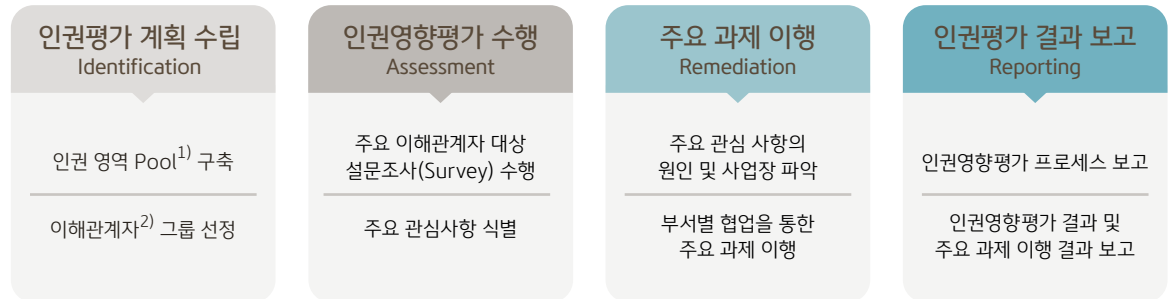 인권평가 계획 수립
Identification
인권 영역 Pool1) 구축
이해관계자2) 그룹 선정
인권영향평가 수행
Assessment
주요 이해관계자 대상
설문조사(Survey) 수행
주요 관심사항 식별
주요 과제 이행
Remediation
주요 관심 사항의
원인 및 사업장 파악
부서별 협업을 통한
주요 과제 이행
인권평가 결과 보고
Reporting
인권영향평가 프로세스 보고
인권영향평가 결과 및
주요 과제 이행 결과 보고